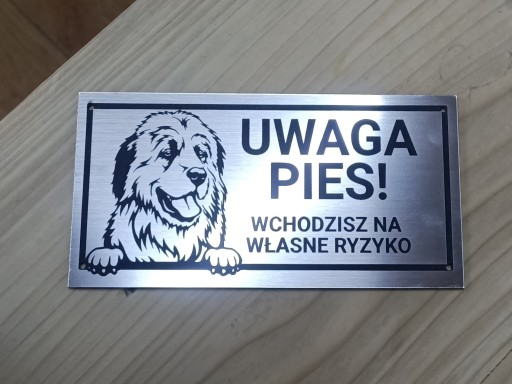 UWAGA
PIES!
WCHODZISZ NA
WŁASNE RYZYKO